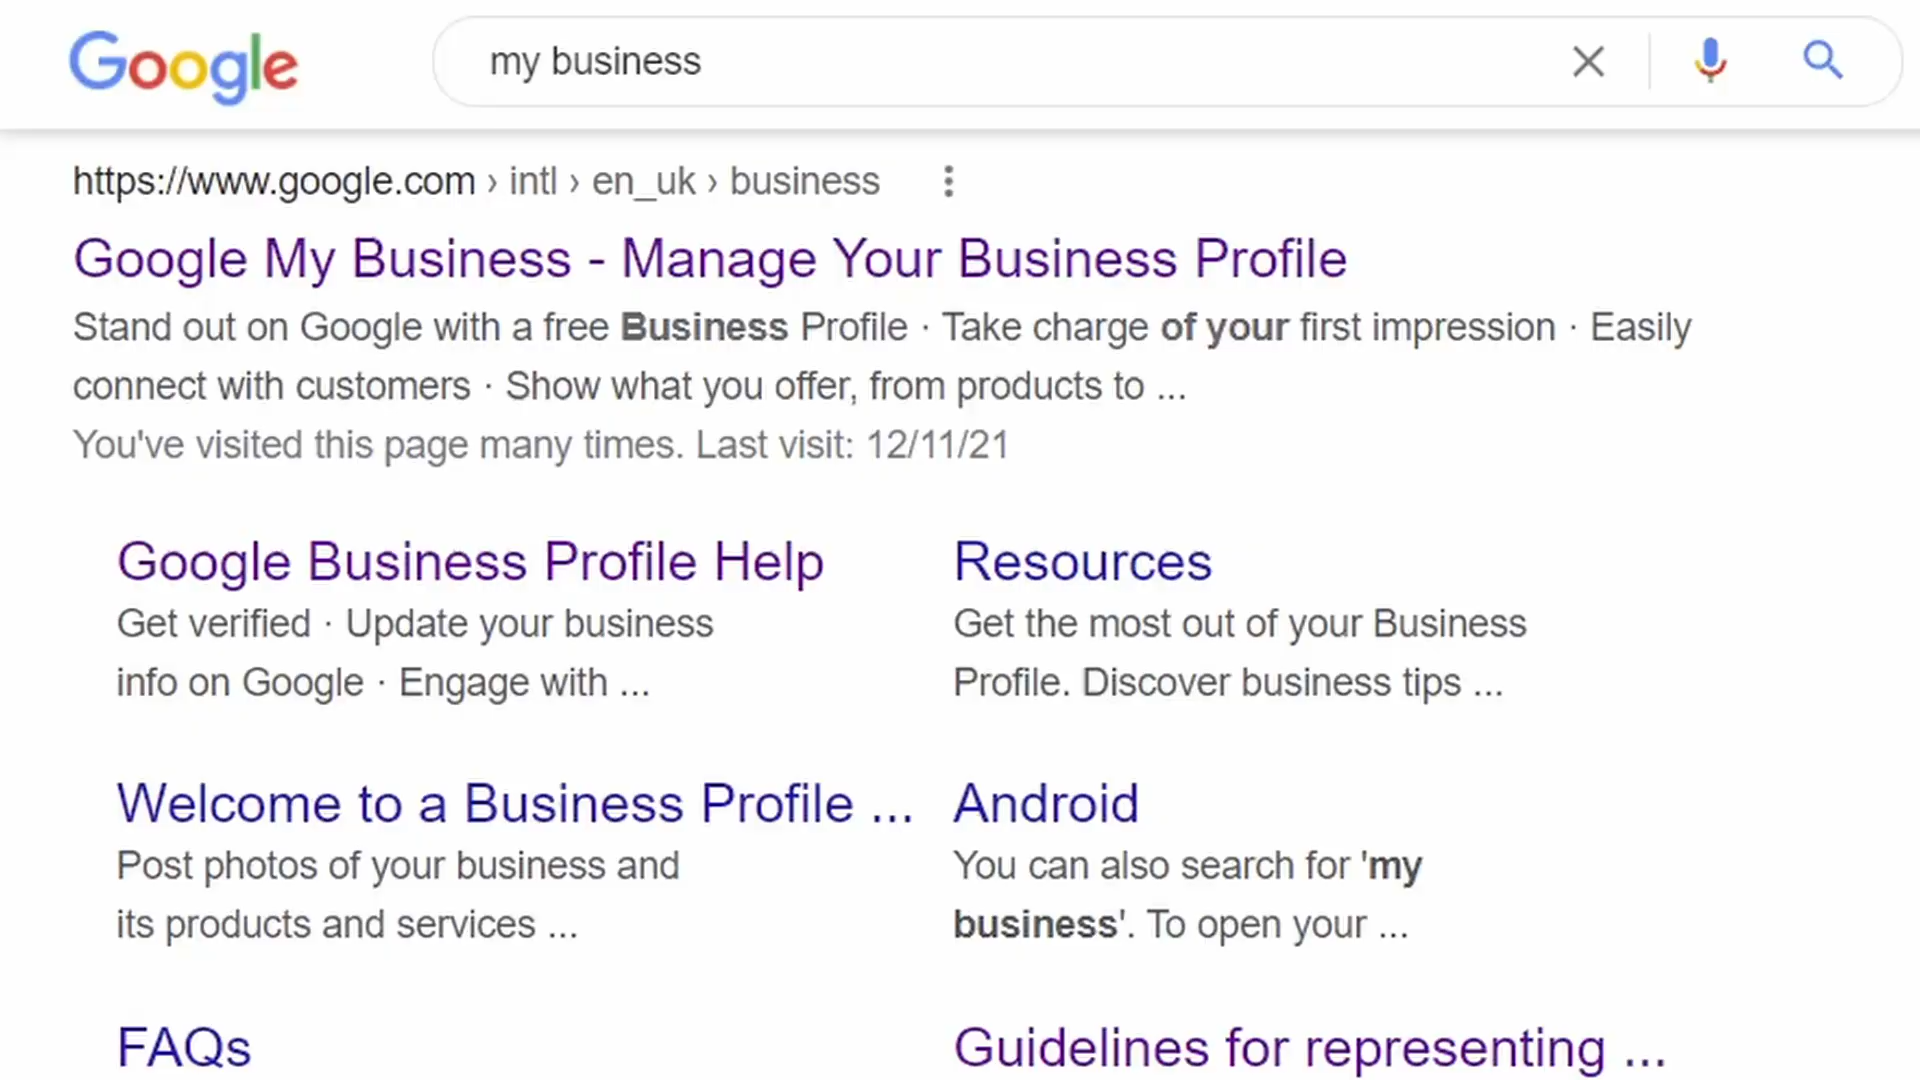 Google
my business
https://www.google.com › intl › en_uk › business
Google My Business - Manage Your Business Profile
Stand out on Google with a free Business Profile · Take charge of your first impression · Easily
connect with customers · Show what you offer, from products to ...
You've visited this page many times. Last visit: 12/11/21
Google Business Profile Help
Get verified · Update your business
info on Google · Engage with ...
Resources
Get the most out of your Business
Profile. Discover business tips ...
Welcome to a Business Profile ...
Post photos of your business and
its products and services ...
Android
You can also search for 'my
business'. To open your ...
FAQs
Guidelines for representing ...